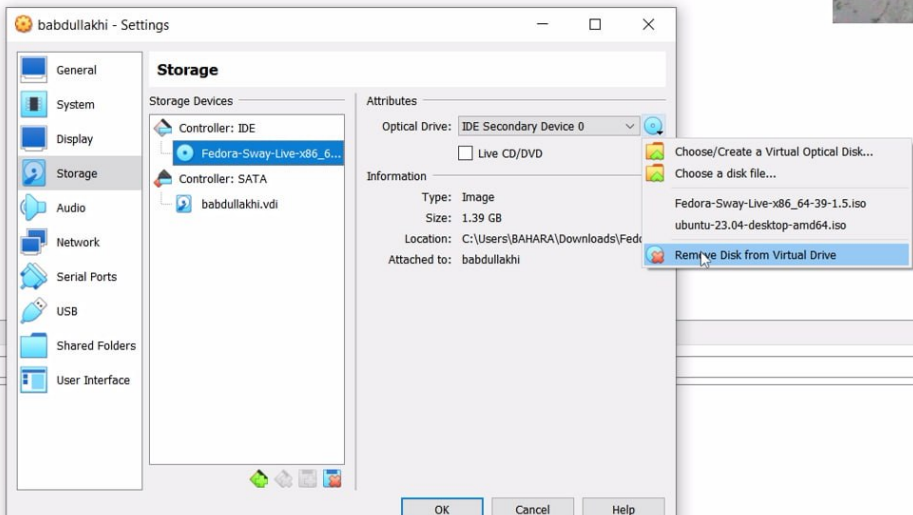 babdullakhi - Settings
General
System
Display
Storage
Audio
Network
Serial Ports
USB
Shared Folders
User Interface
Storage
Storage Devices
Controller: IDE
Fedora-Sway-Live-x86_6...
Controller: SATA
babdullakhi.vdi
Attributes
Optical Drive: IDE Secondary Device 0
Live CD/DVD
Information
Type: Image
Size: 1.39 GB
Location: C:\Users\BAHARA\Downloads\Fedo
Attached to: babdullakhi
Choose/Create a Virtual Optical Disk...
Choose a disk file...
Fedora-Sway-Live-x86_64-39-1.5.iso
ubuntu-23.04-desktop-amd64.iso
Remove Disk from Virtual Drive
OK Cancel Help